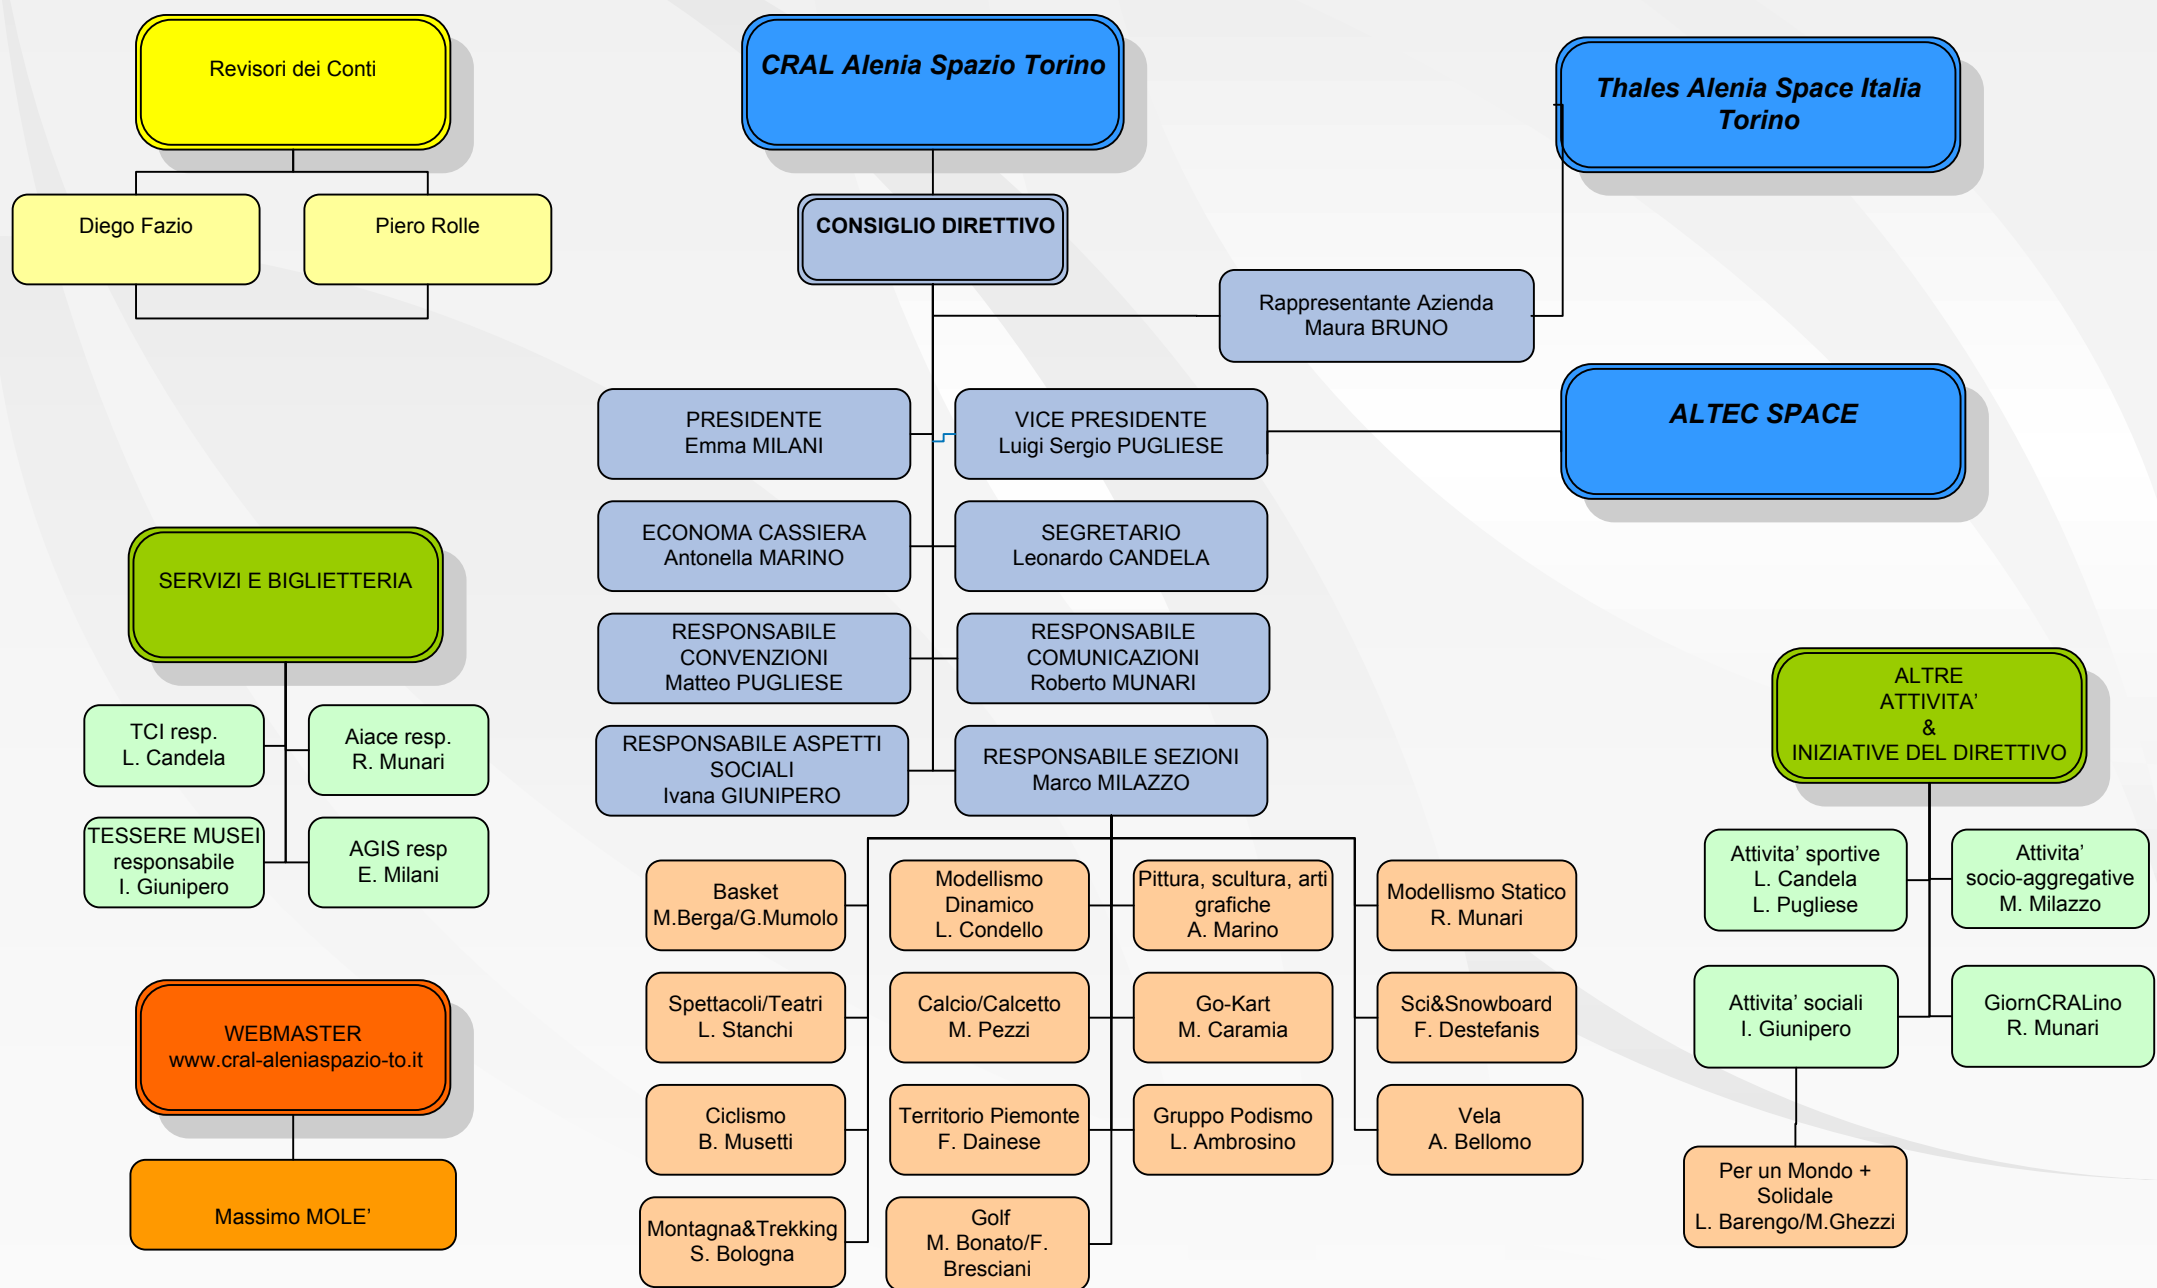 Revisori dei Conti
Diego Fazio
Piero Rolle
CRAL Alenia Spazio Torino
CONSIGLIO DIRETTIVO
Thales Alenia Space Italia
Torino
Rappresentante Azienda
Maura BRUNO
ALTEC SPACE
PRESIDENTE
Emma MILANI
VICE PRESIDENTE
Luigi Sergio PUGLIESE
ECONOMA CASSIERA
Antonella MARINO
SEGRETARIO
Leonardo CANDELA
RESPONSABILE
CONVENZIONI
Matteo PUGLIESE
RESPONSABILE
COMUNICAZIONI
Roberto MUNARI
RESPONSABILE ASPETTI
SOCIALI
Ivana GIUNIPERO
RESPONSABILE SEZIONI
Marco MILAZZO
SERVIZI E BIGLIETTERIA
TCI resp.
L. Candela
Aiace resp.
R. Munari
TESSERE MUSEI
responsabile
I. Giunipero
AGIS resp
E. Milani
WEBMASTER
www.cral-aleniaspazio-to.it
Massimo MOLE’
Basket
M.Berga/G.Mumolo
Modellismo
Dinamico
L. Condello
Pittura, scultura, arti
grafiche
A. Marino
Modellismo Statico
R. Munari
Spettacoli/Teatri
L. Stanchi
Calcio/Calcetto
M. Pezzi
Go-Kart
M. Caramia
Sci&Snowboard
F. Destefanis
Ciclismo
B. Musetti
Territorio Piemonte
F. Dainese
Gruppo Podismo
L. Ambrosino
Vela
A. Bellomo
Montagna&Trekking
S. Bologna
Golf
M. Bonato/F.
Bresciani
ALTRE
ATTIVITA’
&
INIZIATIVE DEL DIRETTIVO
Attivita’ sportive
L. Candela
L. Pugliese
Attivita’
socio-aggregative
M. Milazzo
Attivita’ sociali
I. Giunipero
GiornCRALino
R. Munari
Per un Mondo +
Solidale
L. Barengo/M.Ghezzi